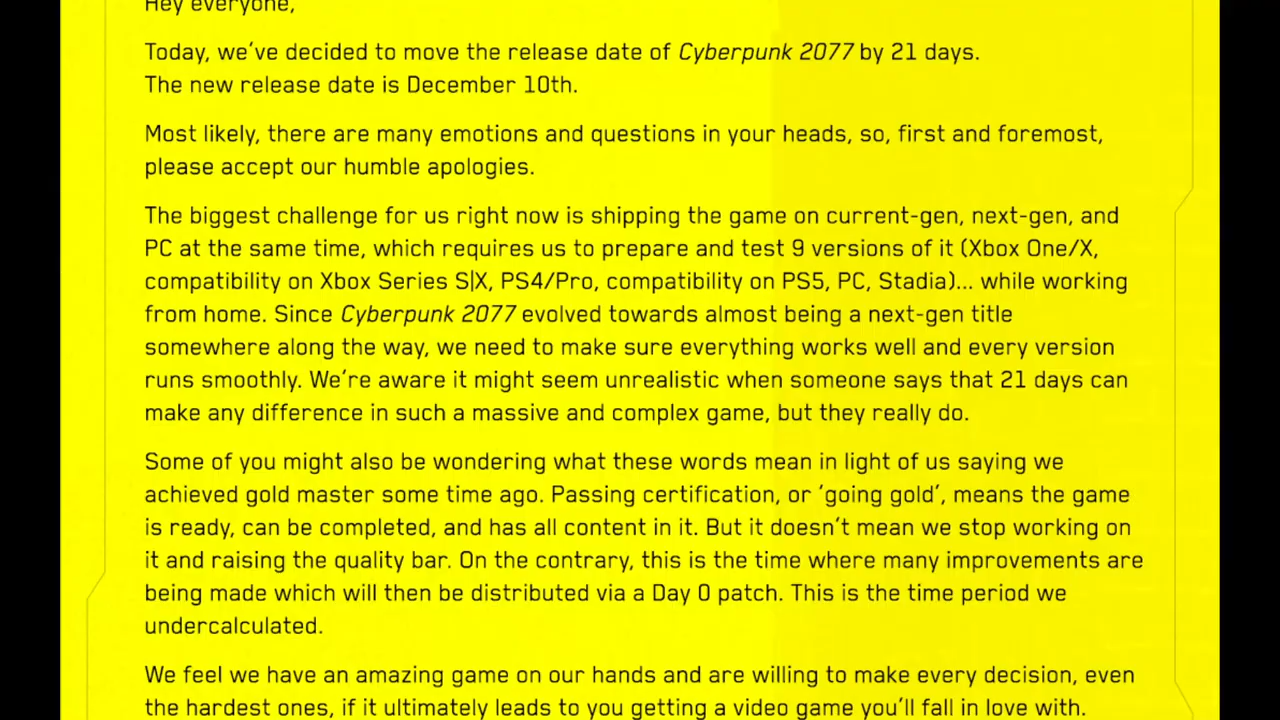 Hey everyone,
Today, we've decided to move the release date of Cyberpunk 2077 by 21 days.
The new release date is December 10th.
Most likely, there are many emotions and questions in your heads, so, first and foremost,
please accept our humble apologies.
The biggest challenge for us right now is shipping the game on current-gen, next-gen, and
PC at the same time, which requires us to prepare and test 9 versions of it (Xbox One/X,
compatibility on Xbox Series S|X, PS4/Pro, compatibility on PS5, PC, Stadia)... while working
from home. Since Cyberpunk 2077 evolved towards almost being a next-gen title
somewhere along the way, we need to make sure everything works well and every version
runs smoothly. We're aware it might seem unrealistic when someone says that 21 days can
make any difference in such a massive and complex game, but they really do.
Some of you might also be wondering what these words mean in light of us saying we
achieved gold master some time ago. Passing certification, or 'going gold', means the game
is ready, can be completed, and has all content in it. But it doesn't mean we stop working on
it and raising the quality bar. On the contrary, this is the time where many improvements are
being made which will then be distributed via a Day 0 patch. This is the time period we
undercalculated.
We feel we have an amazing game on our hands and are willing to make every decision, even
the hardest ones, if it ultimately leads to you getting a video game you'll fall in love with.